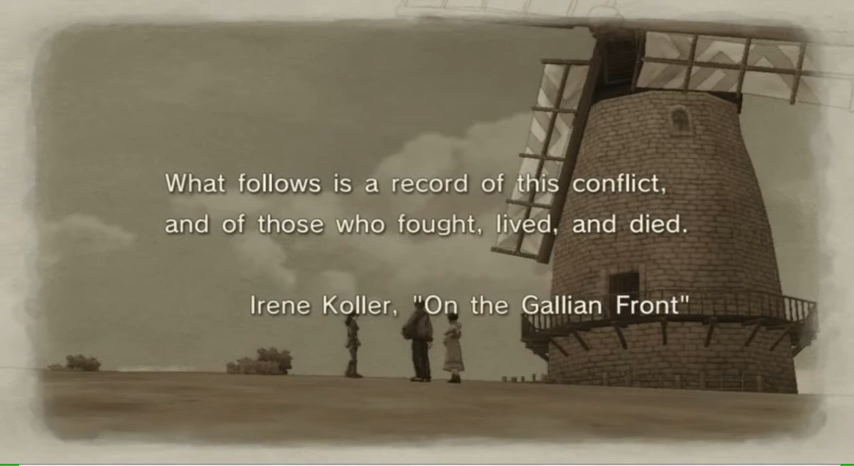 What follows is a record of this conflict,
and of those who fought, lived, and died.
Irene Koller, "On the Gallian Front"